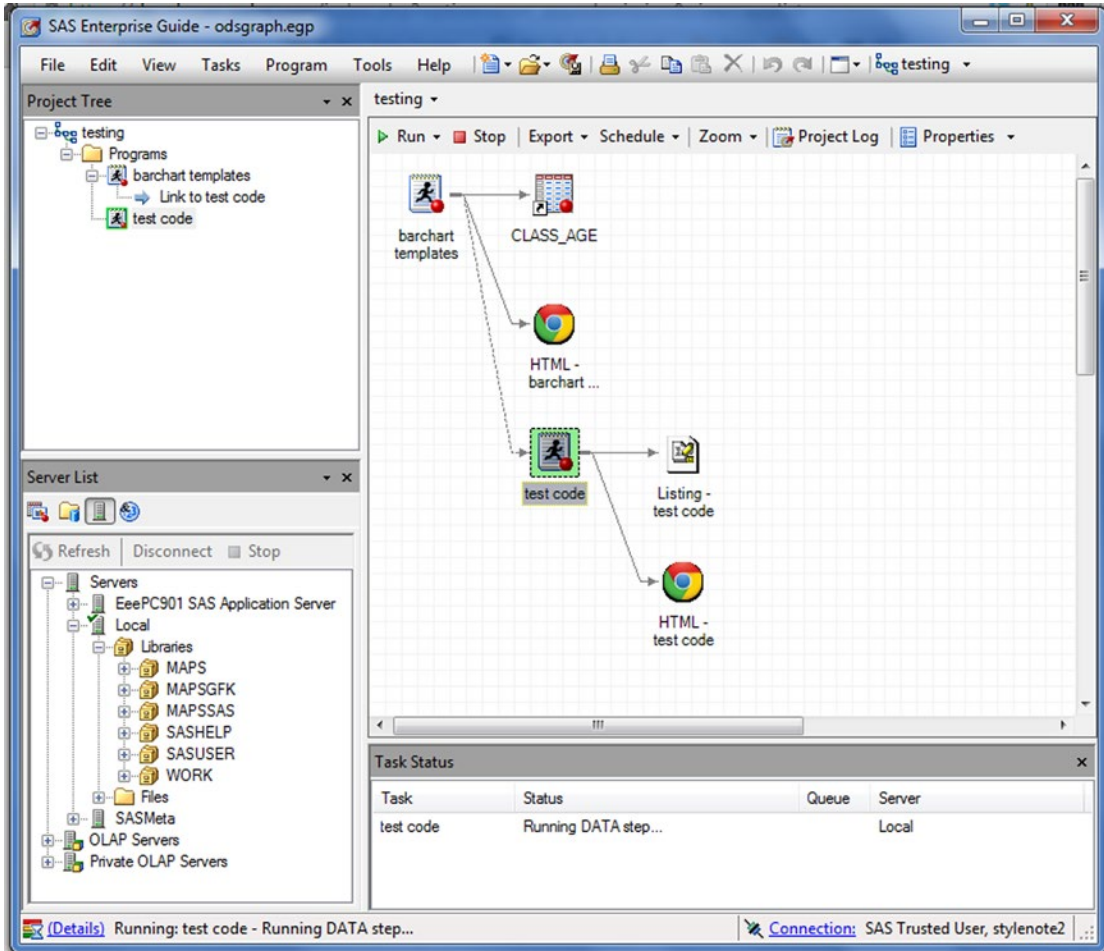 SAS Enterprise Guide - odsgraph.egp
File Edit View Tasks Program Tools Help testing
Project Tree
testing
Programs
barchart templates
Link to test code
test code
testing
Run Stop Export Schedule Zoom Project Log Properties
barchart
templates
CLASS_AGE
HTML -
barchart ...
test code
Listing -
test code
HTML -
test code
Server List
Refresh Disconnect Stop
Servers
EeePC901 SAS Application Server
Local
Libraries
MAPS
MAPSGFK
MAPSSAS
SASHELP
SASUSER
WORK
Files
SASMeta
OLAP Servers
Private OLAP Servers
Task Status
Task Status Queue Server
test code Running DATA step... Local
(Details) Running: test code - Running DATA step... Connection: SAS Trusted User, stylenote2